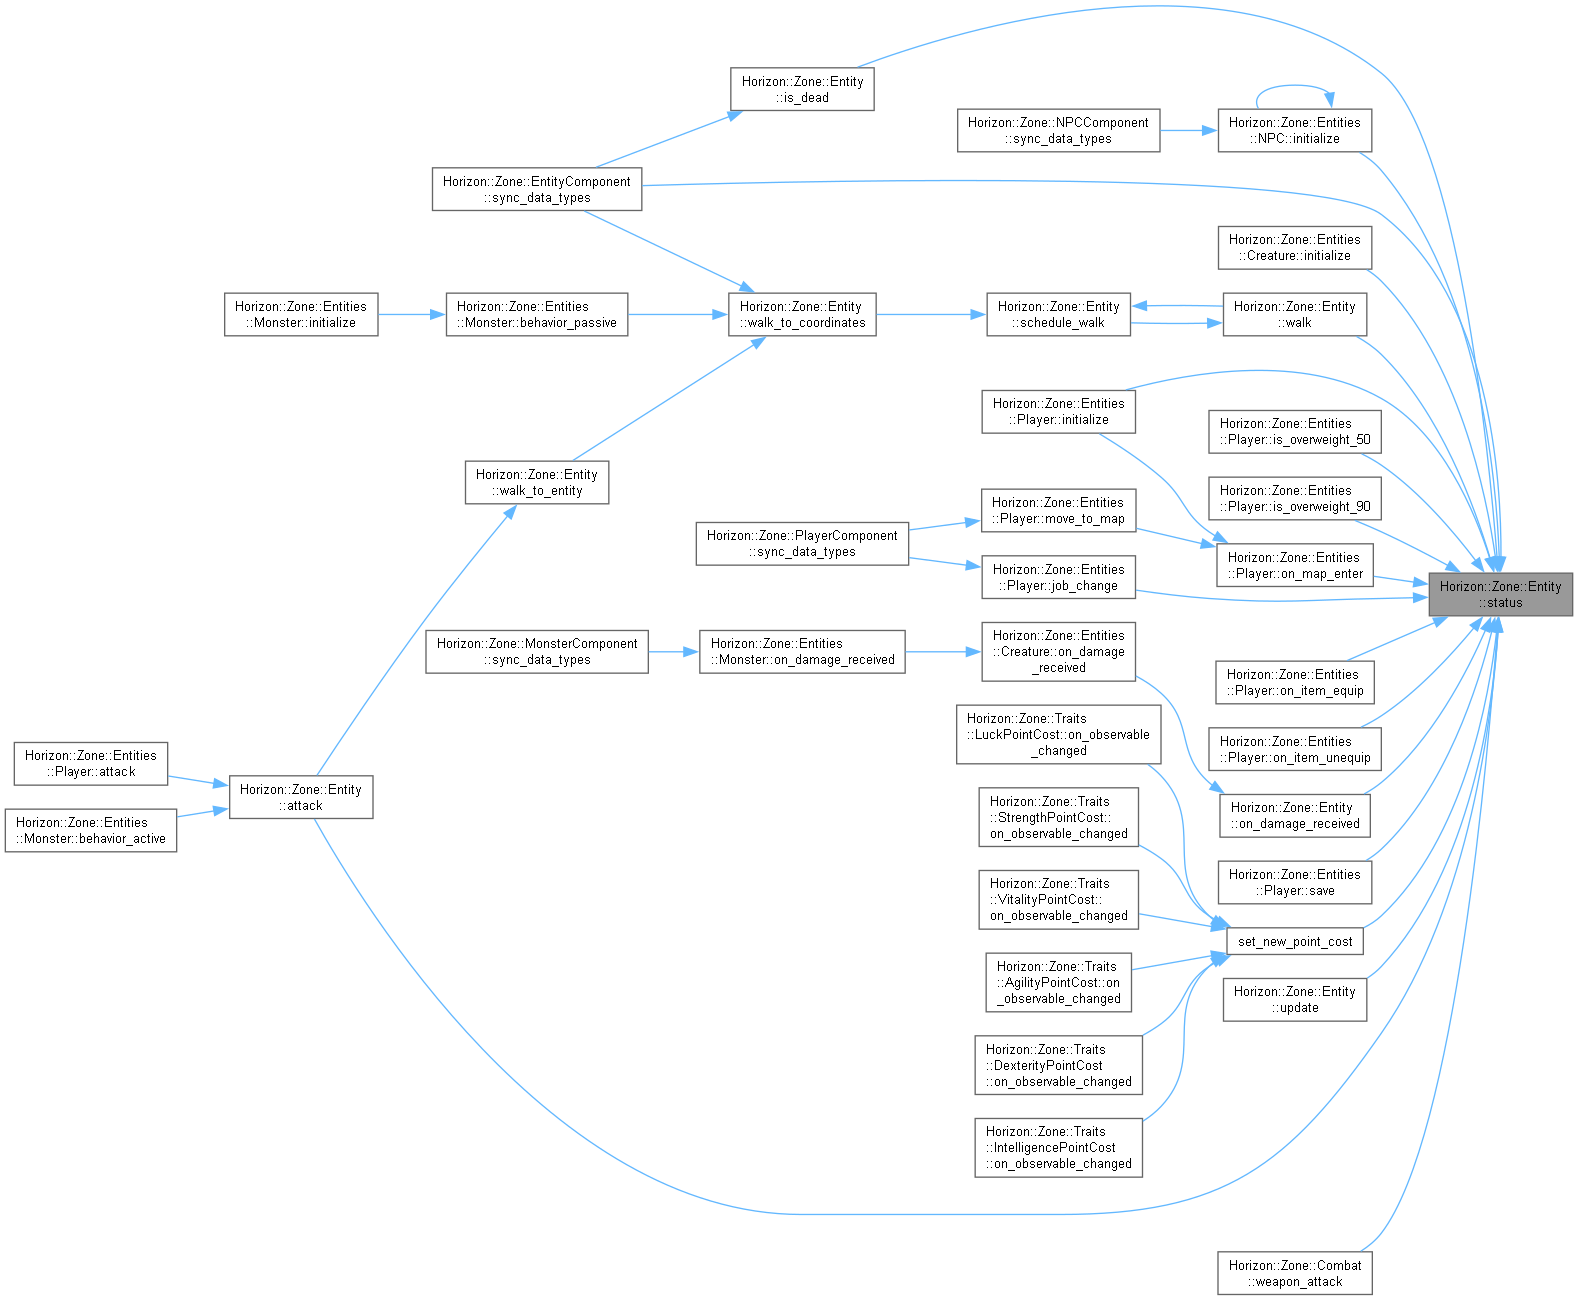 Horizon::Zone::Entity
::is_dead
Horizon::Zone::NPCComponent
::sync_data_types
Horizon::Zone::Entities
::NPC::initialize
Horizon::Zone::EntityComponent
::sync_data_types
Horizon::Zone::Entities
::Creature::initialize
Horizon::Zone::Entities
::Monster::initialize
Horizon::Zone::Entities
::Monster::behavior_passive
Horizon::Zone::Entity
::walk_to_coordinates
Horizon::Zone::Entity
::schedule_walk
Horizon::Zone::Entity
::walk
Horizon::Zone::Entities
::Player::initialize
Horizon::Zone::Entities
::Player::is_overweight_50
Horizon::Zone::Entity
::walk_to_entity
Horizon::Zone::Entities
::Player::is_overweight_90
Horizon::Zone::Entities
::Player::move_to_map
Horizon::Zone::PlayerComponent
::sync_data_types
Horizon::Zone::Entities
::Player::on_map_enter
Horizon::Zone::Entities
::Player::job_change
Horizon::Zone::Entity
::status
Horizon::Zone::MonsterComponent
::sync_data_types
Horizon::Zone::Entities
::Monster::on_damage_received
Horizon::Zone::Entities
::Creature::on_damage
_received
Horizon::Zone::Entities
::Player::on_item_equip
Horizon::Zone::Traits
::LuckPointCost::on_observable
_changed
Horizon::Zone::Entities
::Player::on_item_unequip
Horizon::Zone::Entities
::Player::attack
Horizon::Zone::Entity
::attack
Horizon::Zone::Entities
::Monster::behavior_active
Horizon::Zone::Traits
::StrengthPointCost::
on_observable_changed
Horizon::Zone::Entity
::on_damage_received
Horizon::Zone::Traits
::VitalityPointCost::
on_observable_changed
Horizon::Zone::Entities
::Player::save
set_new_point_cost
Horizon::Zone::Traits
::AgilityPointCost::on
_observable_changed
Horizon::Zone::Entity
::update
Horizon::Zone::Traits
::DexterityPointCost
::on_observable_changed
Horizon::Zone::Traits
::IntelligencePointCost
::on_observable_changed
Horizon::Zone::Combat
::weapon_attack